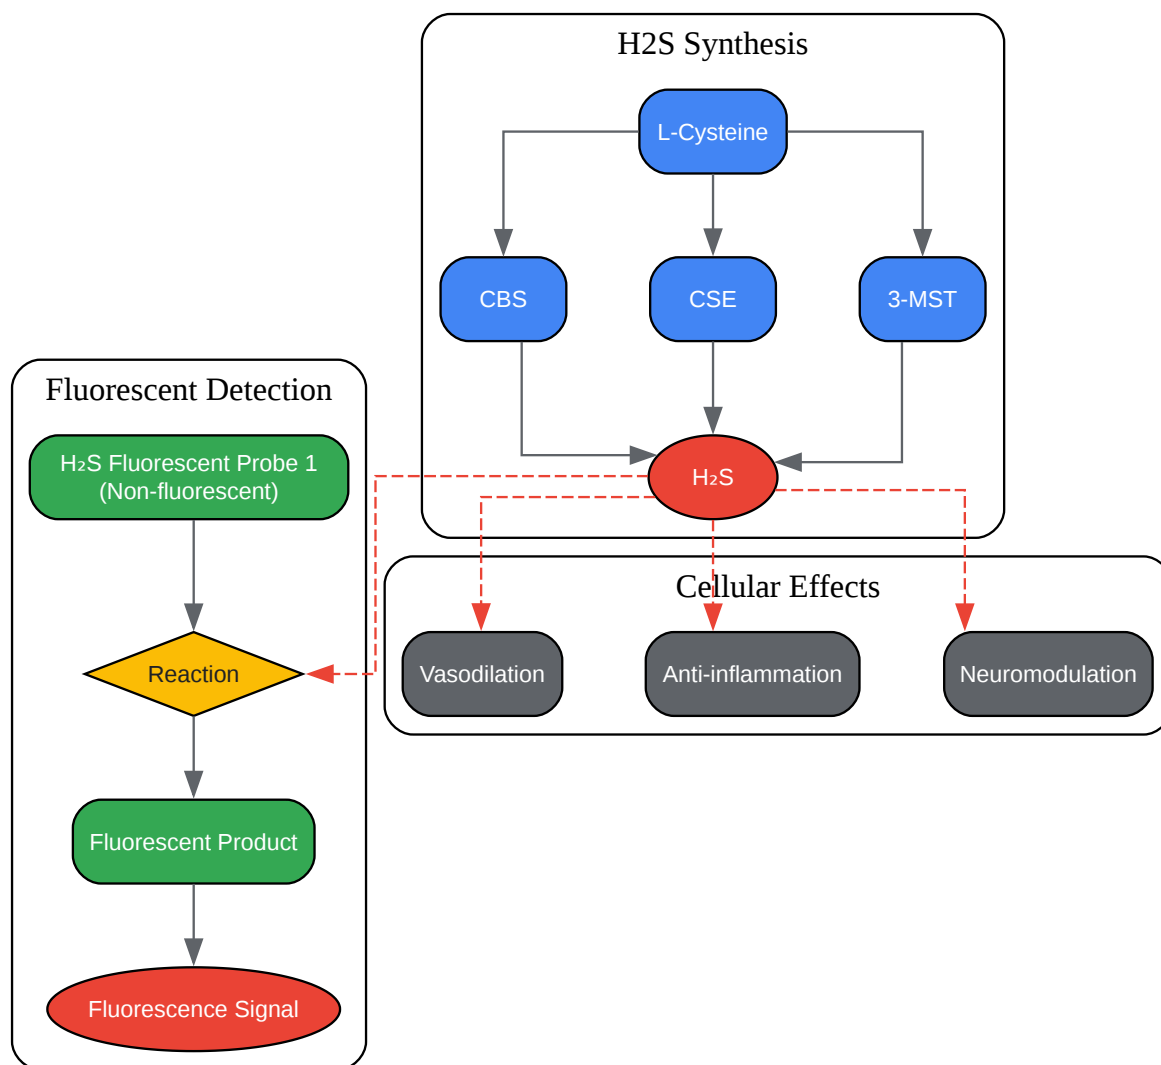 H2S Synthesis
L-Cysteine
CBS
CSE
3-MST
H₂S
Fluorescent Detection
H₂S Fluorescent Probe 1
(Non-fluorescent)
Reaction
Fluorescent Product
Fluorescence Signal
Cellular Effects
Vasodilation
Anti-inflammation
Neuromodulation